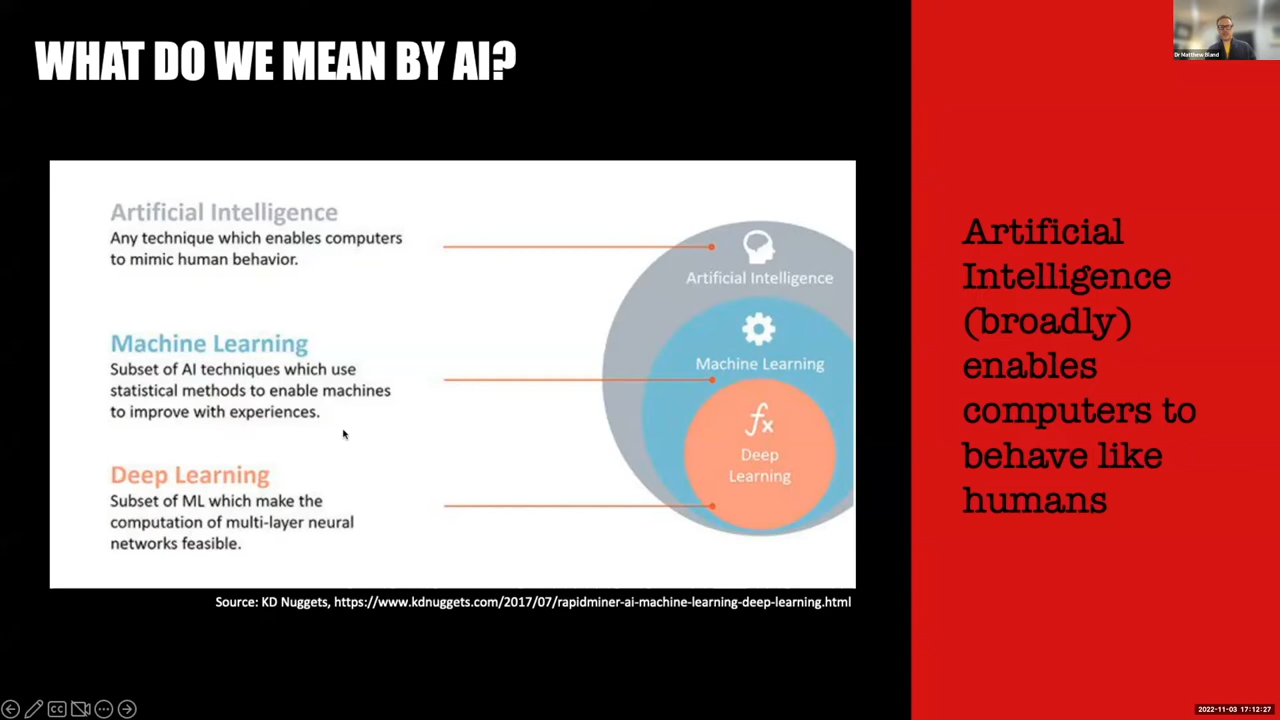 WHAT DO WE MEAN BY AI?
Dr Matthew Bland
Artificial Intelligence
Any technique which enables computers
to mimic human behavior.
Machine Learning
Subset of AI techniques which use
statistical methods to enable machines
to improve with experiences.
Deep Learning
Subset of ML which make the
computation of multi-layer neural
networks feasible.
Artificial Intelligence
Machine Learning
fx
Deep
Learning
Source: KD Nuggets, https://www.kdnuggets.com/2017/07/rapidminer-ai-machine-learning-deep-learning.html
Artificial
Intelligence
(broadly)
enables
computers to
behave like
humans
CC
2022-11-03 17:12:27